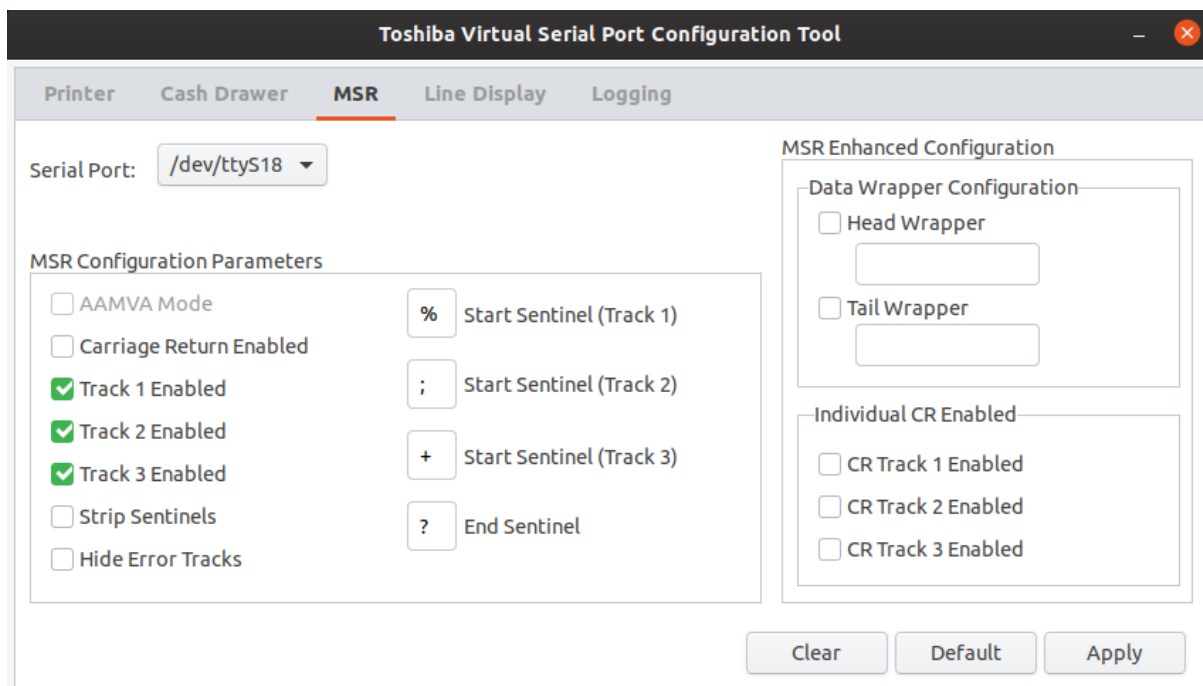 Toshiba Virtual Serial Port Configuration Tool
Printer Cash Drawer MSR Line Display Logging
Serial Port: /dev/ttyS18
MSR Configuration Parameters
AAMVA Mode
Carriage Return Enabled
Track 1 Enabled
Track 2 Enabled
Track 3 Enabled
Strip Sentinels
Hide Error Tracks
% Start Sentinel (Track 1)
; Start Sentinel (Track 2)
+ Start Sentinel (Track 3)
? End Sentinel
MSR Enhanced Configuration
Data Wrapper Configuration
Head Wrapper
Tail Wrapper
Individual CR Enabled
CR Track 1 Enabled
CR Track 2 Enabled
CR Track 3 Enabled
Clear Default Apply